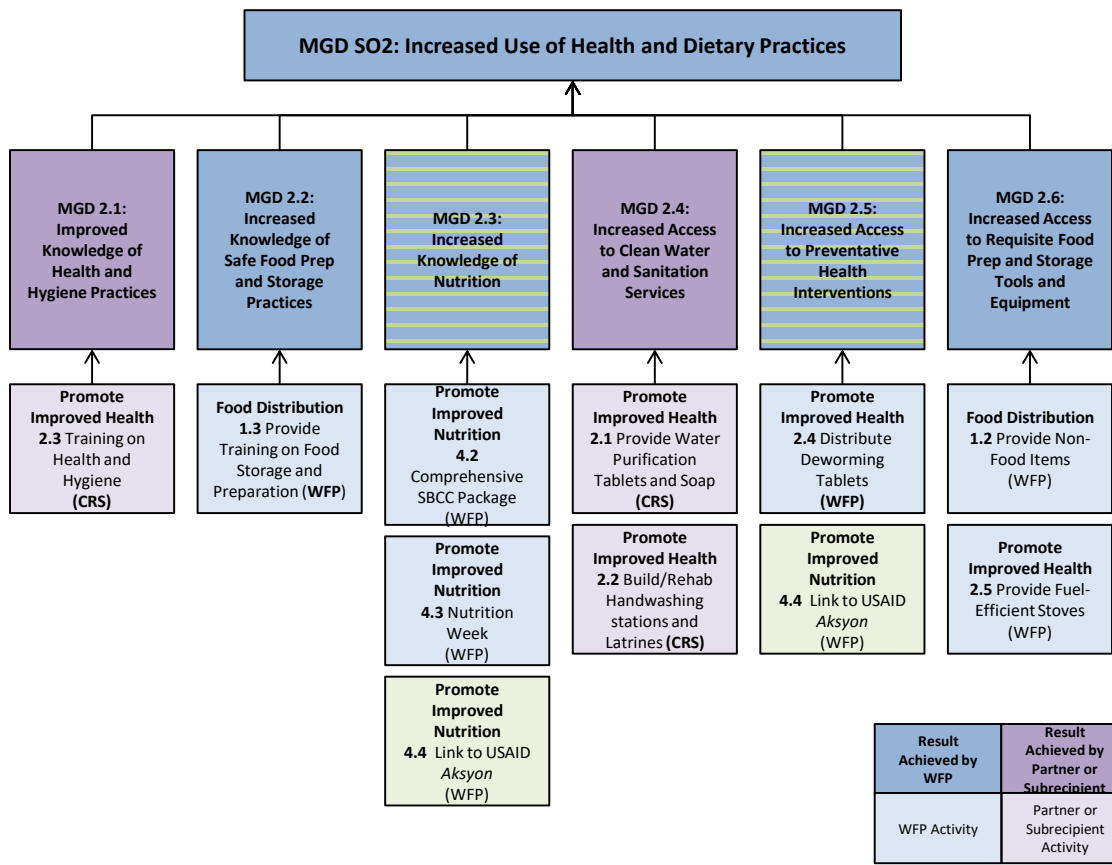 MGD SO2: Increased Use of Health and Dietary Practices
MGD 2.1:
Improved
Knowledge of
Health and
Hygiene Practices
MGD 2.2:
Increased
Knowledge of
Safe Food Prep
and Storage
Practices
MGD 2.3:
Increased
Knowledge of
Nutrition
MGD 2.4:
Increased Access
to Clean Water
and Sanitation
Services
MGD 2.5:
Increased Access
to Preventative
Health
Interventions
MGD 2.6:
Increased Access
to Requisite Food
Prep and Storage
Tools and
Equipment
Promote
Improved Health
2.3 Training on
Health and
Hygiene
(CRS)
Food Distribution
1.3 Provide
Training on Food
Storage and
Preparation (WFP)
Promote
Improved
Nutrition
4.2
Comprehensive
SBCC Package
(WFP)
Promote
Improved Health
2.1 Provide Water
Purification
Tablets and Soap
(CRS)
Promote
Improved Health
2.4 Distribute
Deworming
Tablets
(WFP)
Food Distribution
1.2 Provide Non-
Food Items
(WFP)
Promote
Improved
Nutrition
4.3 Nutrition
Week
(WFP)
Promote
Improved Health
2.2 Build/Rehab
Handwashing
stations and
Latrines (CRS)
Promote
Improved
Nutrition
4.4 Link to USAID
Aksyon
(WFP)
Promote
Improved Health
2.5 Provide Fuel-
Efficient Stoves
(WFP)
Promote
Improved
Nutrition
4.4 Link to USAID
Aksyon
(WFP)
Result
Achieved by
WFP
Result
Achieved by
Partner or
Subrecipient
WFP Activity
Partner or
Subrecipient
Activity